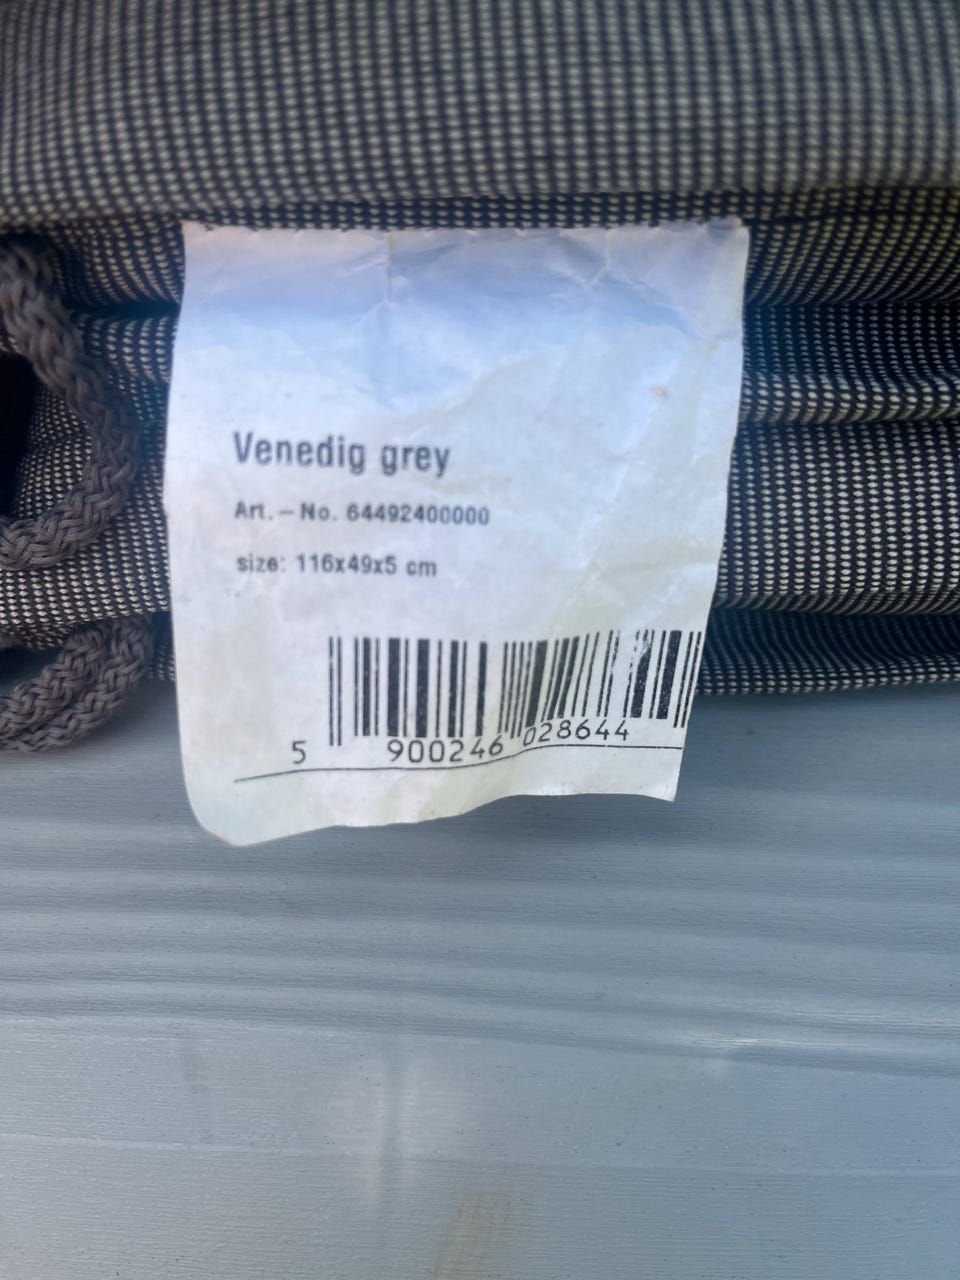 Venedig grey
Art.-No. 64492400000
size: 116x49x5 cm
5 900246 028644